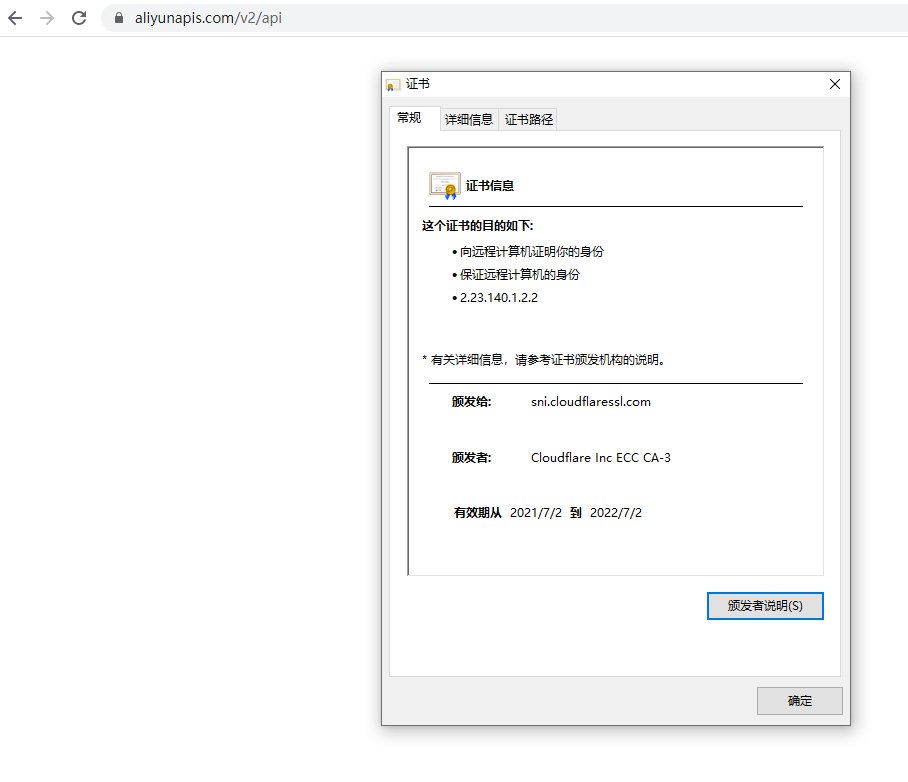 aliyunapis.com/v2/api
证书
常规 详细信息 证书路径
证书信息
这个证书的目的如下:
• 向远程计算机证明你的身份
• 保证远程计算机的身份
• 2.23.140.1.2.2
* 有关详细信息，请参考证书颁发机构的说明。
颁发给: sni.cloudflaressl.com
颁发者: Cloudflare Inc ECC CA-3
有效期从 2021/7/2 到 2022/7/2
颁发者说明(S)
确定